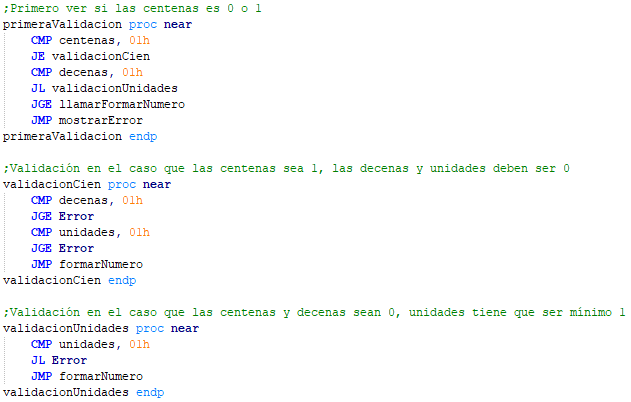 ;Primero ver si las centenas es 0 o 1
primeraValidacion proc near
CMP centenas, 01h
JE validacionCien
CMP decenas, 01h
JL validacionUnidades
JGE llamarFormarNumero
JMP mostrarError
primeraValidacion endp
;Validación en el caso que las centenas sea 1, las decenas y unidades deben ser 0
validacionCien proc near
CMP decenas, 01h
JGE Error
CMP unidades, 01h
JGE Error
JMP formarNumero
validacionCien endp
;Validación en el caso que las centenas y decenas sean 0, unidades tiene que ser mínimo 1
validacionUnidades proc near
CMP unidades, 01h
JL Error
JMP formarNumero
validacionUnidades endp